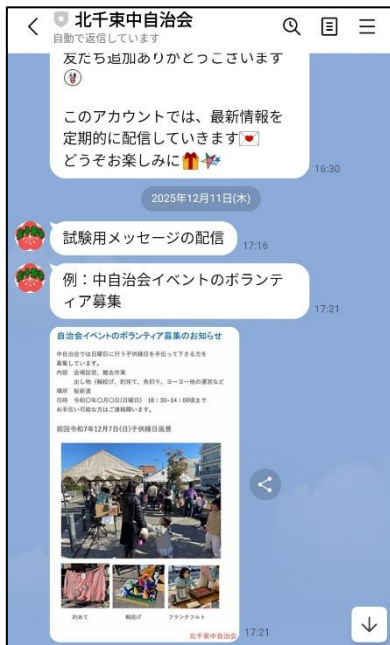 北千束中自治会
自動で返信しています
友だち追加ありがとうございます
このアカウントでは、最新情報を
定期的に配信していきます
どうぞお楽しみに
16:30
2025年12月11日(木)
試験用メッセージの配信
17:16
例：中自治会イベントのボランテ
ィア募集
17:21
自治会イベントのボランティア募集のお知らせ
中自治会では日曜日に行う子供縁日を手伝って下さる方を
募集しています。
内容 会場設営、撤去作業
出し物（輪投げ、的宛て、魚釣り、ヨーヨー他の運営など
場所 桜新道
日時 令和〇年〇月〇日(日曜日) 10：30~14：00頃まで
お手伝い可能な方はご連絡願います。
前回令和7年12月7日(日)子供縁日風景
的あて
輪投げ
フランクフルト
北千束中自治会
17:21